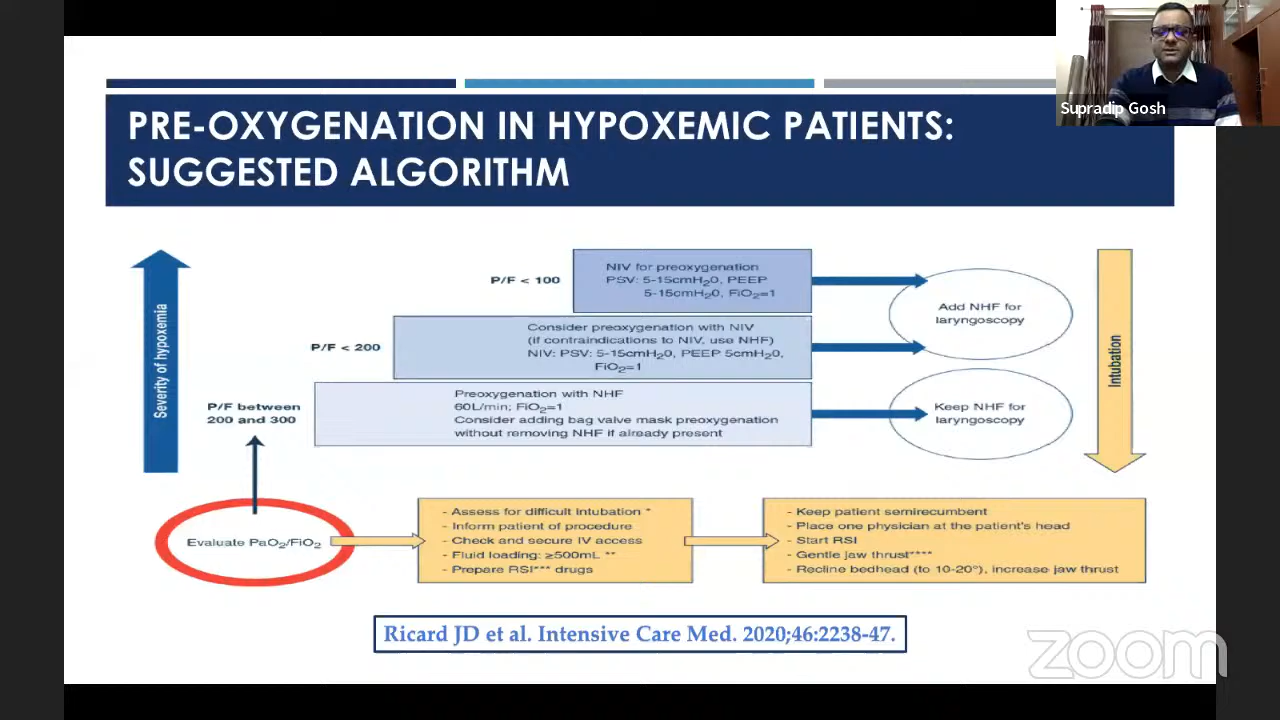 Supradip Gosh
PRE-OXYGENATION IN HYPOXEMIC PATIENTS:
SUGGESTED ALGORITHM
Severity of hypoxemia
P/F < 100
NIV for preoxygenation
PSV: 5-15cmH₂0, PEEP
5-15cmH₂0, FiO₂=1
Add NHF for
laryngoscopy
P/F < 200
Consider preoxygenation with NIV
(if contraindications to NIV, use NHF)
NIV: PSV: 5-15cmH₂0, PEEP 5cmH₂0,
FiO₂=1
P/F between
200 and 300
Preoxygenation with NHF
60L/min; FiO₂=1
Consider adding bag valve mask preoxygenation
without removing NHF if already present
Keep NHF for
laryngoscopy
Intubation
Evaluate PaO₂/FiO₂
- Assess for difficult intubation *
- Inform patient of procedure
- Check and secure IV access
- Fluid loading: ≥500mL **
- Prepare RSI*** drugs
- Keep patient semirecumbent
- Place one physician at the patient's head
- Start RSI
- Gentle jaw thrust****
- Recline bedhead (to 10-20°), increase jaw thrust
Ricard JD et al. Intensive Care Med. 2020;46:2238-47.
zoom